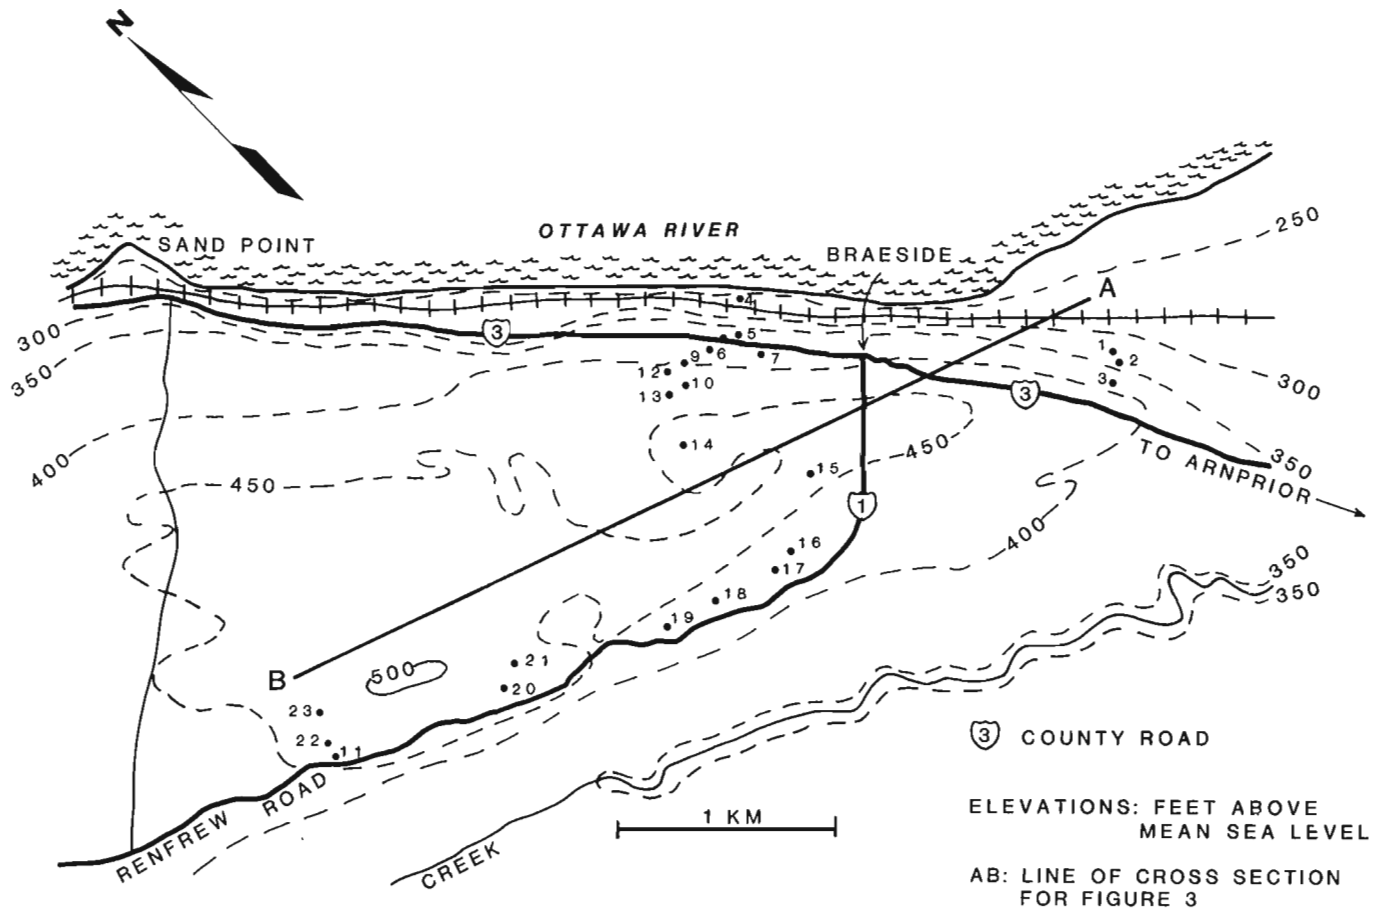 N
SAND POINT
OTTAWA RIVER
BRAESIDE
250
A
4
300
3
5
1
6
7
2
350
9
12
10
3
300
13
3
400
14
450
350
TO ARNPRIOR
450
15
1
400
16
17
350
350
18
19
21
B
500
20
23
22
11
3 COUNTY ROAD
RENFREW ROAD
1 KM
ELEVATIONS: FEET ABOVE
MEAN SEA LEVEL
CREEK
AB: LINE OF CROSS SECTION
FOR FIGURE 3